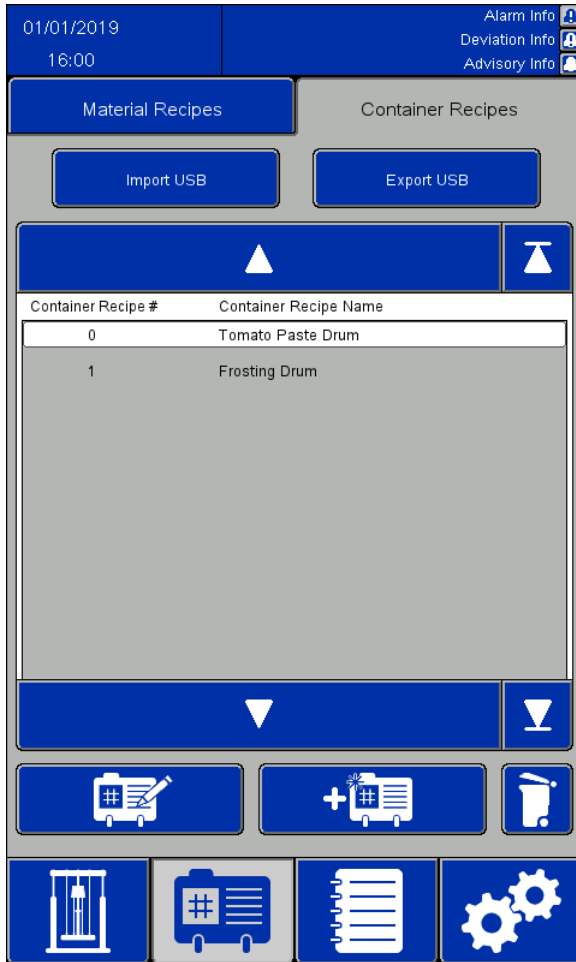 01/01/2019
16:00
Alarm Info
Deviation Info
Advisory Info
Material Recipes
Container Recipes
Import USB
Export USB
Container Recipe # Container Recipe Name
0 Tomato Paste Drum
1 Frosting Drum